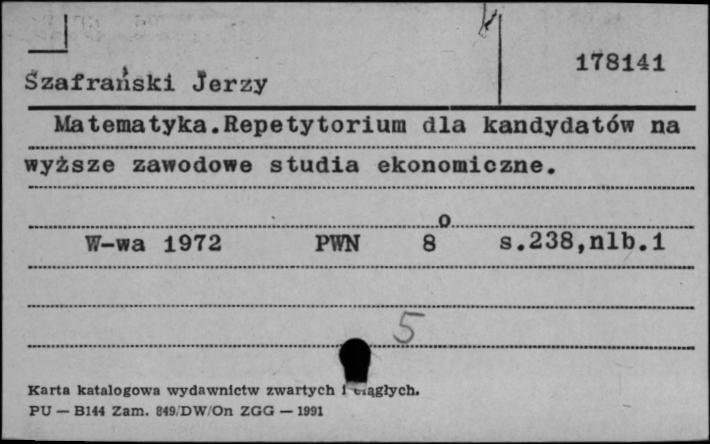 178141
Szafrański Jerzy
Matematyka.Repetytorium dla kandydatów na
wyższe zawodowe studia ekonomiczne.
W-wa 1972 PWN 8° s.238,nlb.1
5
Karta katalogowa wydawnictw zwartych i ciągłych.
PU — B144 Zam. 849/DW/On ZGG — 1991